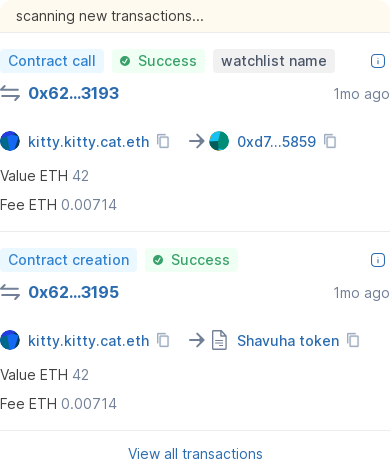 scanning new transactions...
Contract call Success watchlist name
0x62...3193 1mo ago
kitty.kitty.cat.eth 0xd7...5859
Value ETH 42
Fee ETH 0.00714
Contract creation Success
0x62...3195 1mo ago
kitty.kitty.cat.eth Shavuha token
Value ETH 42
Fee ETH 0.00714
View all transactions